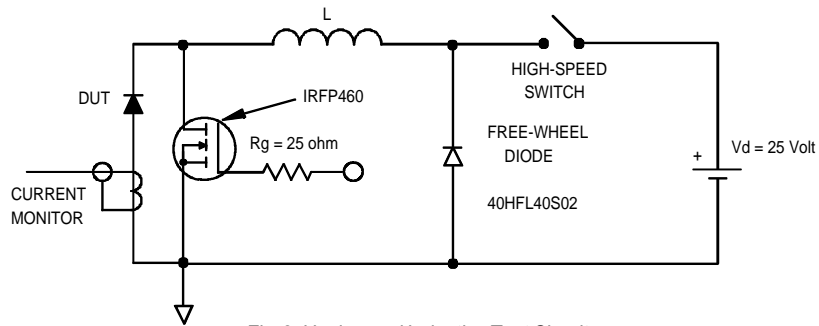 L
HIGH-SPEED
SWITCH
DUT
IRFP460
Rg = 25 ohm
FREE-WHEEL
DIODE
40HFL40S02
+
Vd = 25 Volt
CURRENT
MONITOR